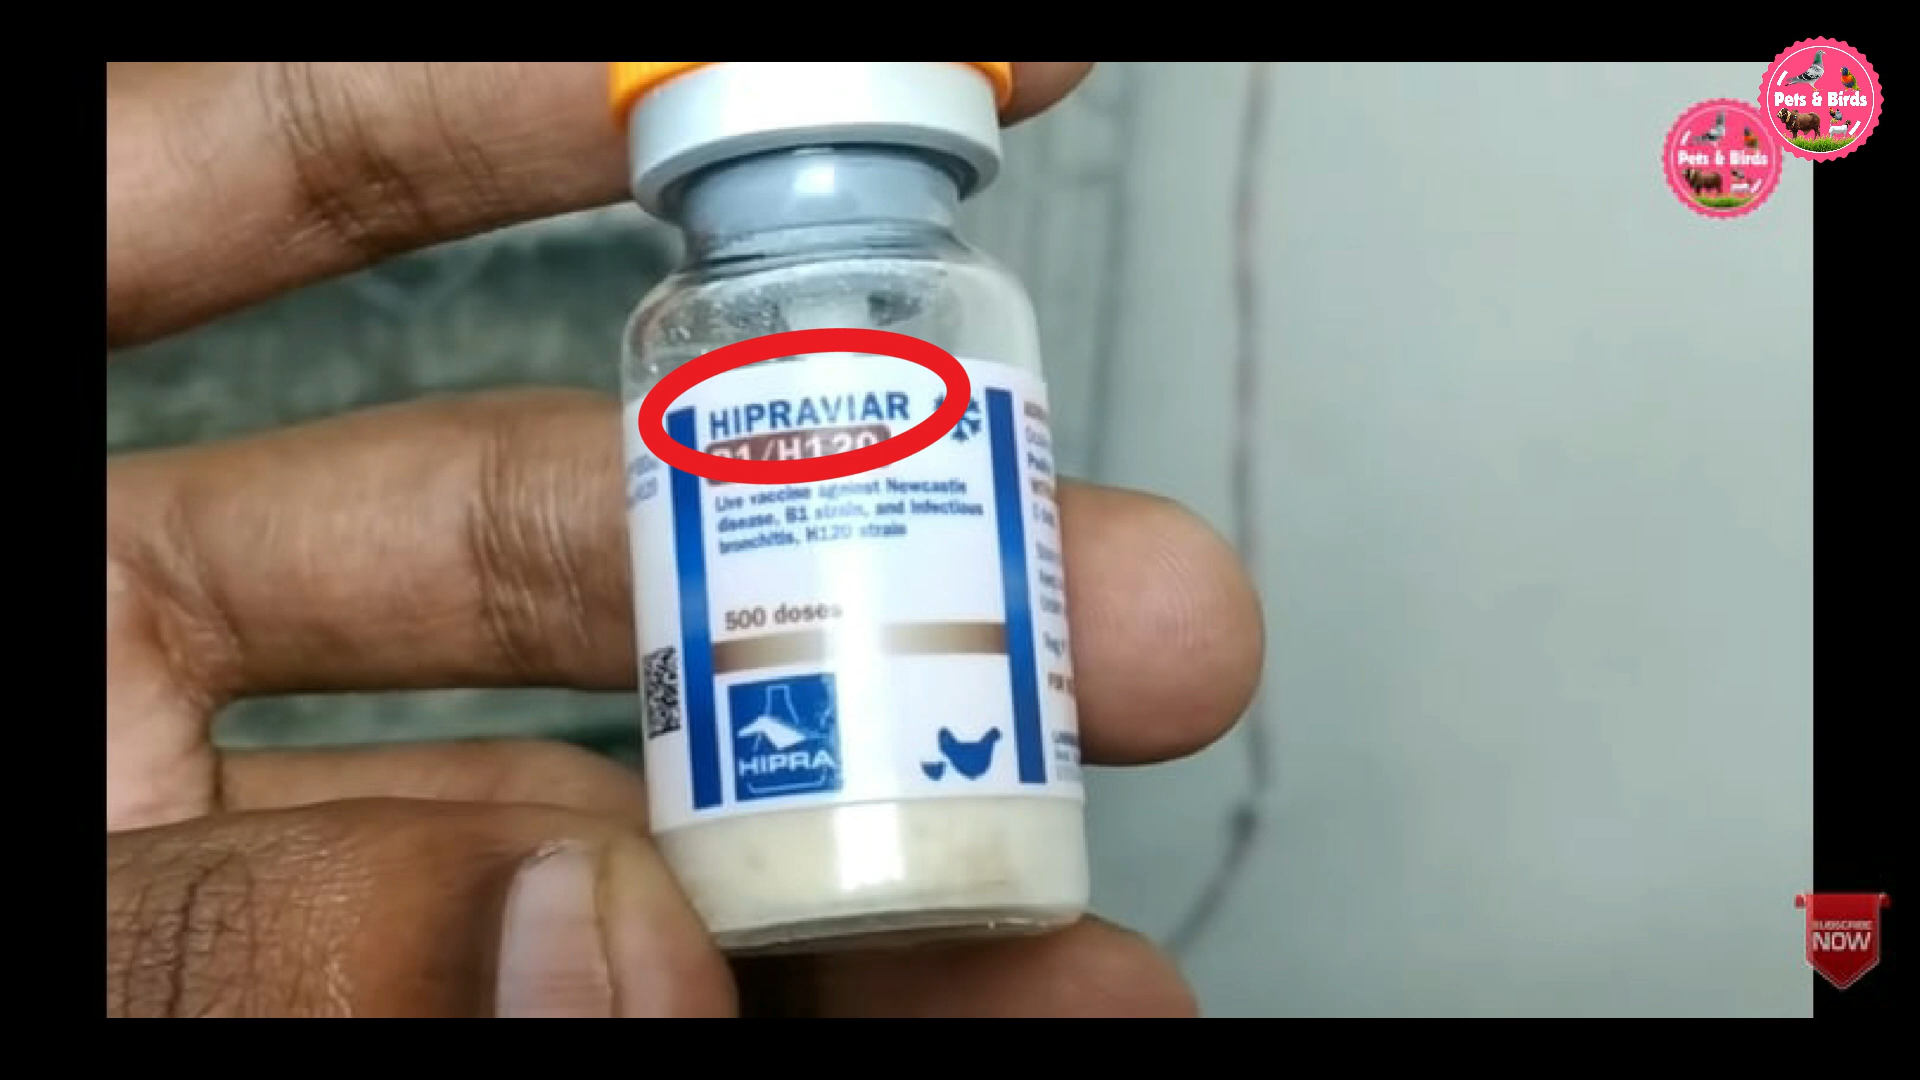 Pets & Birds
Pets & Birds
HIPRAVIAR
B1/H120
Live vaccine against Newcastle
disease, B1 strain, and Infectious
bronchitis, H120 strain
500 doses
HIPRA
SUBSCRIBE
NOW